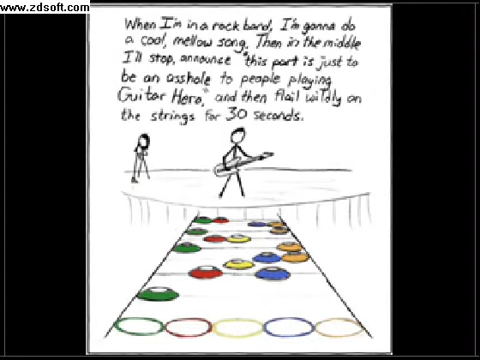 www.zdsoft.com
When I'm in a rock band, I'm gonna do
a cool, mellow song. Then in the middle
I'll stop, announce "this part is just to
be an asshole to people playing
Guitar Hero," and then flail wildly on
the strings for 30 seconds.